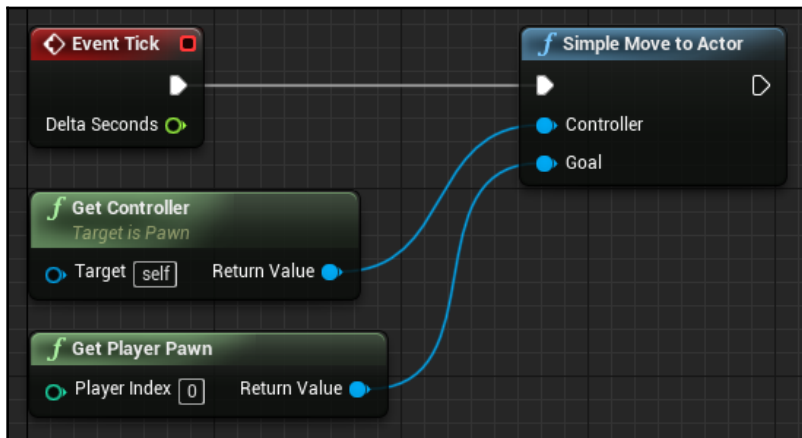 Event Tick
Delta Seconds
f Simple Move to Actor
Controller
Goal
f Get Controller
Target is Pawn
Target self Return Value
f Get Player Pawn
Player Index 0 Return Value